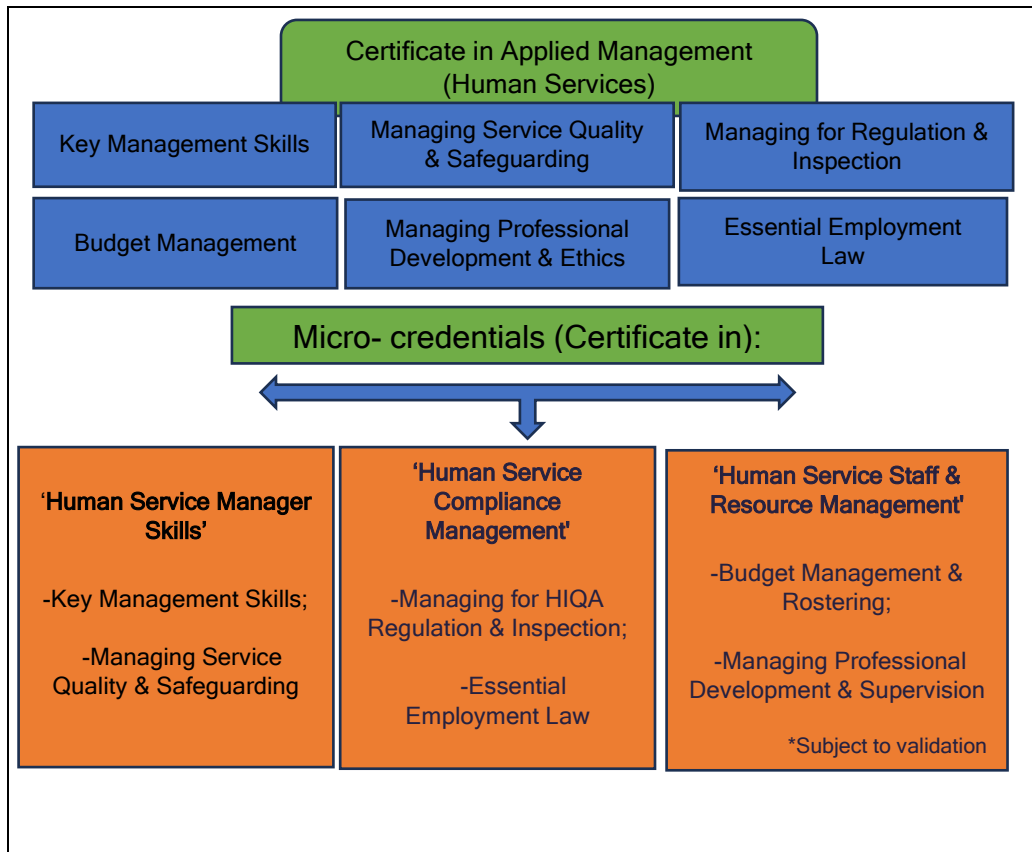 Certificate in Applied Management
(Human Services)
Key Management Skills
Managing Service Quality
& Safeguarding
Managing for Regulation &
Inspection
Budget Management
Managing Professional
Development & Ethics
Essential Employment
Law
Micro- credentials (Certificate in):
‘Human Service Manager
Skills’
-Key Management Skills;
-Managing Service
Quality & Safeguarding
‘Human Service
Compliance
Management'
-Managing for HIQA
Regulation & Inspection;
-Essential
Employment Law
‘Human Service Staff &
Resource Management'
-Budget Management &
Rostering;
-Managing Professional
Development & Supervision
*Subject to validation